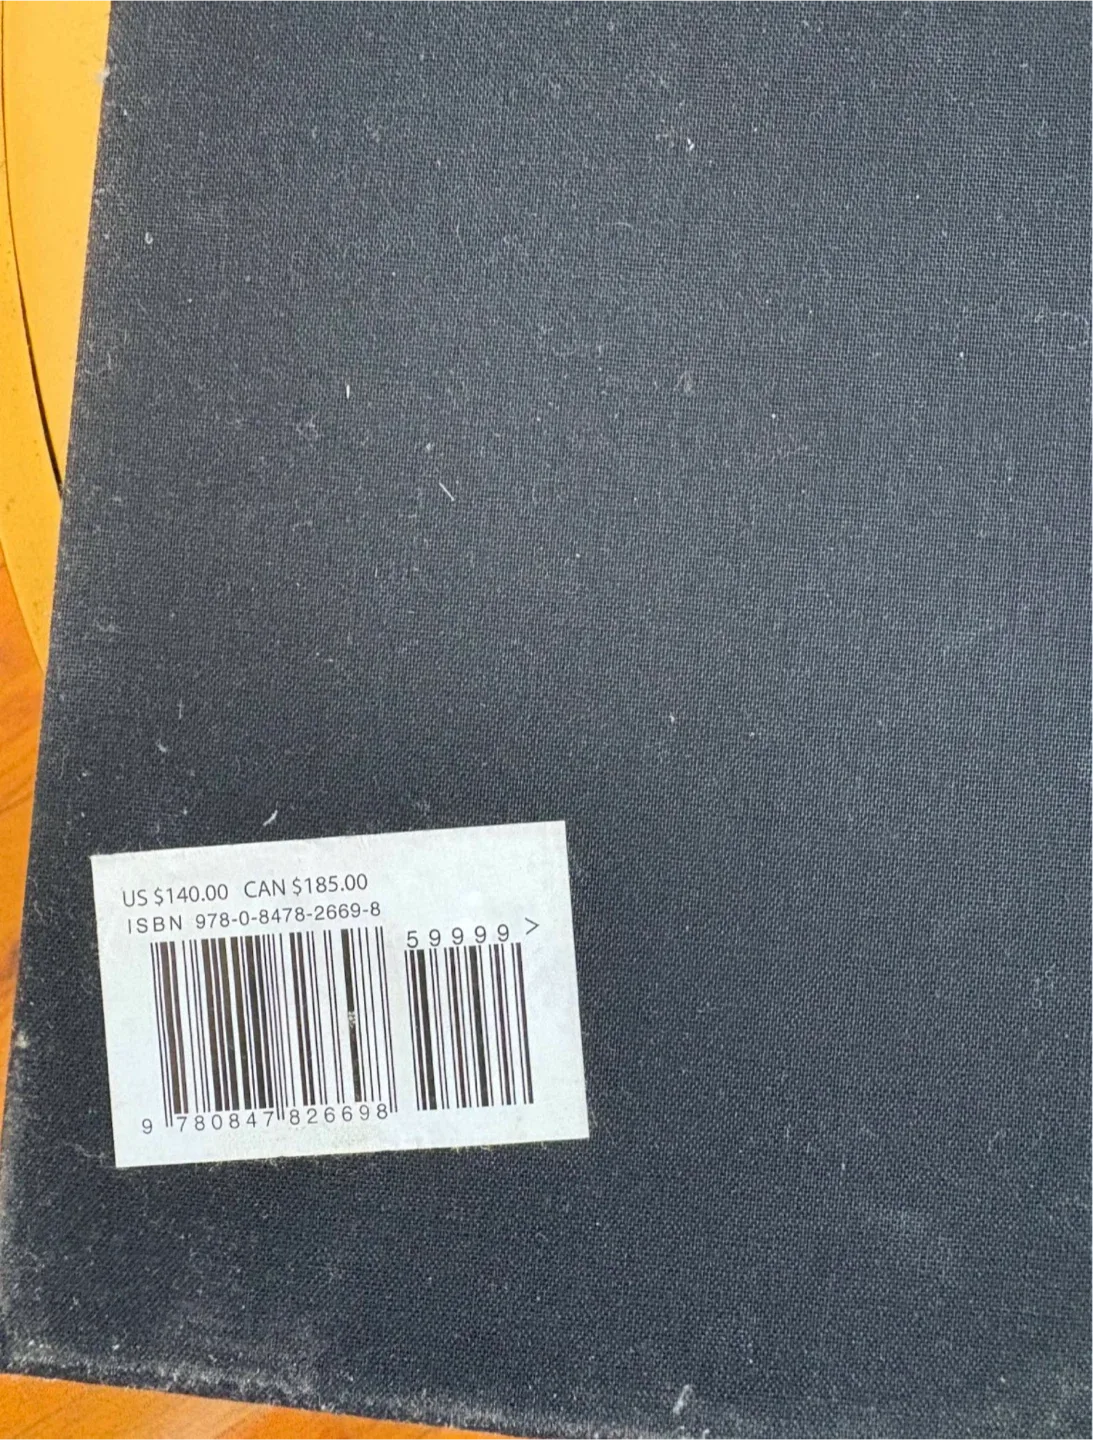 US $140.00 CAN $185.00
ISBN 978-0-8478-2669-8
59999 >
9 780847 826698